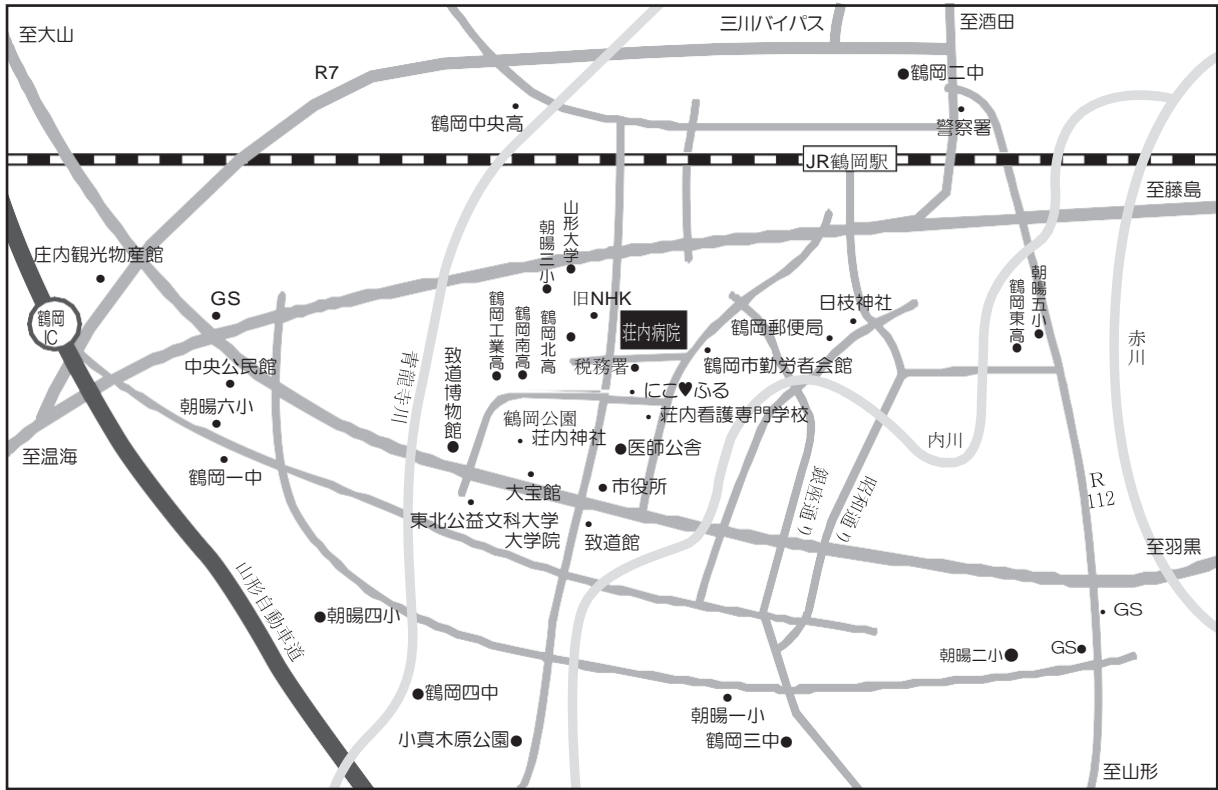 至大山
三川バイパス
至酒田
R7
鶴岡二中
鶴岡中央高
警察署
JR鶴岡駅
至藤島
山形大学
朝暘三小
庄内観光物産館
GS
旧NHK
荘内病院
日枝神社
鶴岡郵便局
朝暘五小
鶴岡東高
赤川
鶴岡
IC
鶴岡工業高
鶴岡南高
鶴岡北高
青龍寺川
致道博物館
中央公民館
税務署
鶴岡市勤労者会館
にこ♥ふる
朝暘六小
鶴岡公園
荘内神社
荘内看護専門学校
医師公舎
内川
至温海
鶴岡一中
大宝館
市役所
銀座通り
昭和通り
R
112
東北公益文科大学
大学院
致道館
至羽黒
山形自動車道
朝暘四小
GS
朝暘二小
GS
鶴岡四中
朝暘一小
小真木原公園
鶴岡三中
至山形